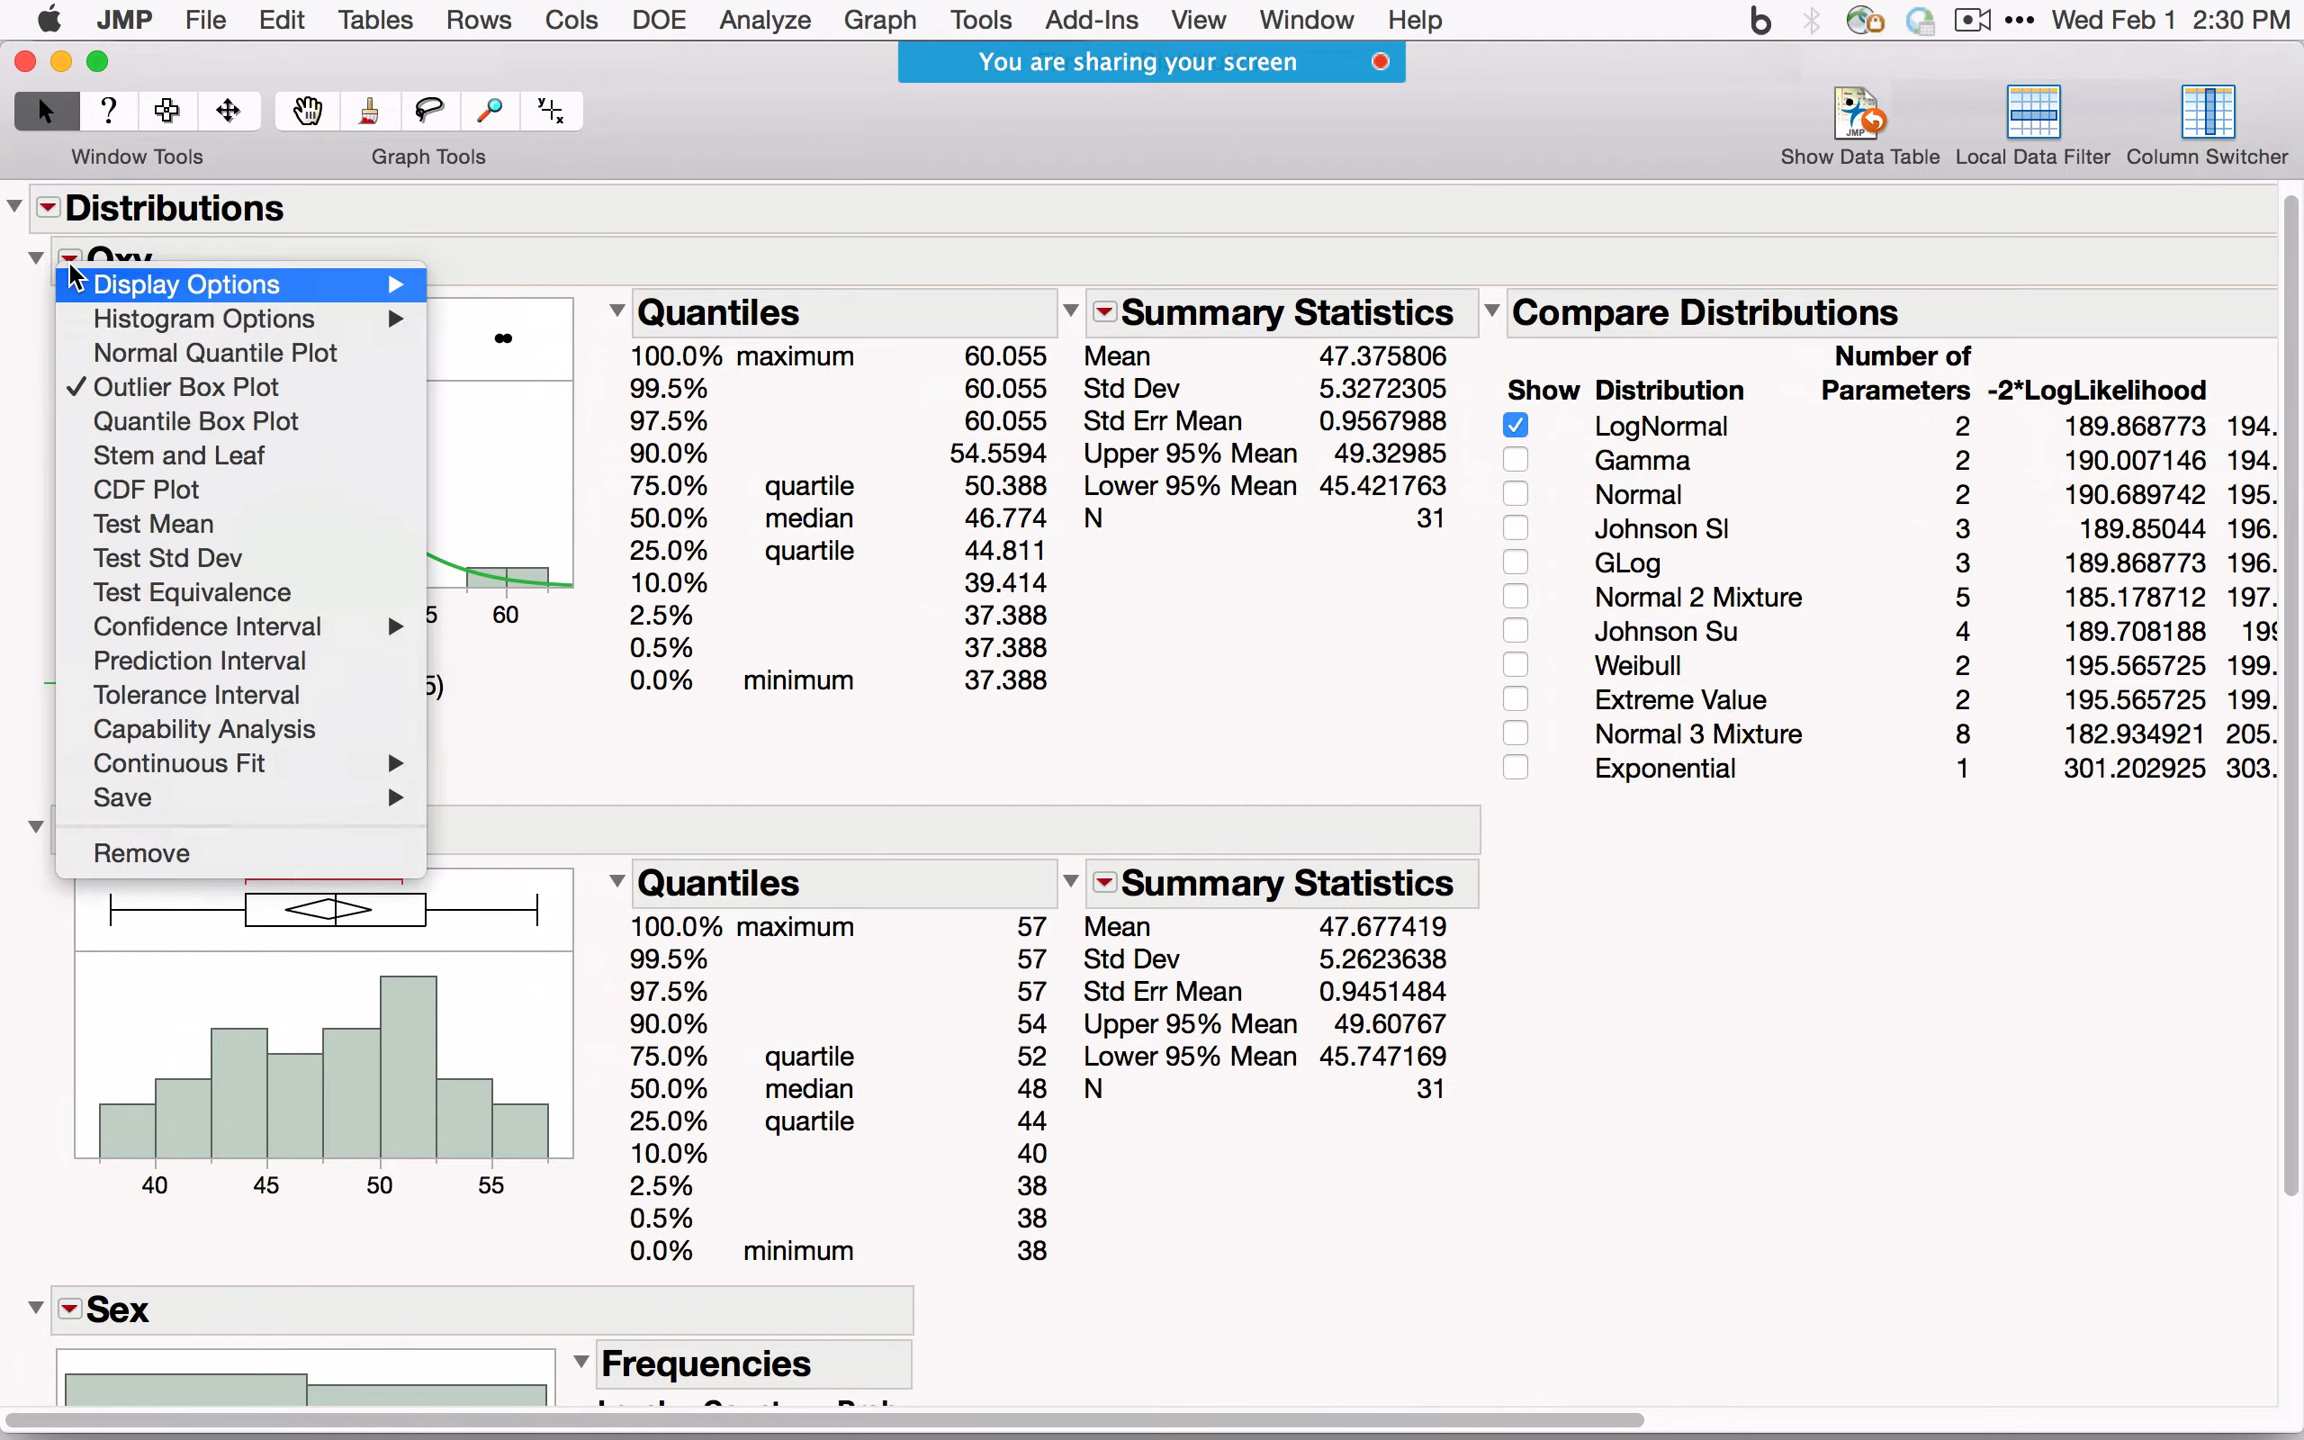 JMP File Edit Tables Rows Cols DOE Analyze Graph Tools Add-Ins View Window Help Wed Feb 1 2:30 PM
You are sharing your screen
Window Tools Graph Tools Show Data Table Local Data Filter Column Switcher
Distributions
Oxy
Display Options
Histogram Options
Normal Quantile Plot
✓ Outlier Box Plot
Quantile Box Plot
Stem and Leaf
CDF Plot
Test Mean
Test Std Dev
Test Equivalence
Confidence Interval
Prediction Interval
Tolerance Interval
Capability Analysis
Continuous Fit
Save
Remove
5 60
5)
Quantiles
100.0% maximum 60.055
99.5% 60.055
97.5% 60.055
90.0% 54.5594
75.0% quartile 50.388
50.0% median 46.774
25.0% quartile 44.811
10.0% 39.414
2.5% 37.388
0.5% 37.388
0.0% minimum 37.388
Summary Statistics
Mean 47.375806
Std Dev 5.3272305
Std Err Mean 0.9567988
Upper 95% Mean 49.32985
Lower 95% Mean 45.421763
N 31
Compare Distributions
Number of
Show Distribution Parameters -2*LogLikelihood
LogNormal 2 189.868773 194.
Gamma 2 190.007146 194.
Normal 2 190.689742 195.
Johnson Sl 3 189.85044 196.
GLog 3 189.868773 196.
Normal 2 Mixture 5 185.178712 197.
Johnson Su 4 189.708188 199
Weibull 2 195.565725 199.
Extreme Value 2 195.565725 199.
Normal 3 Mixture 8 182.934921 205.
Exponential 1 301.202925 303.
40 45 50 55
Quantiles
100.0% maximum 57
99.5% 57
97.5% 57
90.0% 54
75.0% quartile 52
50.0% median 48
25.0% quartile 44
10.0% 40
2.5% 38
0.5% 38
0.0% minimum 38
Summary Statistics
Mean 47.677419
Std Dev 5.2623638
Std Err Mean 0.9451484
Upper 95% Mean 49.60767
Lower 95% Mean 45.747169
N 31
Sex
Frequencies